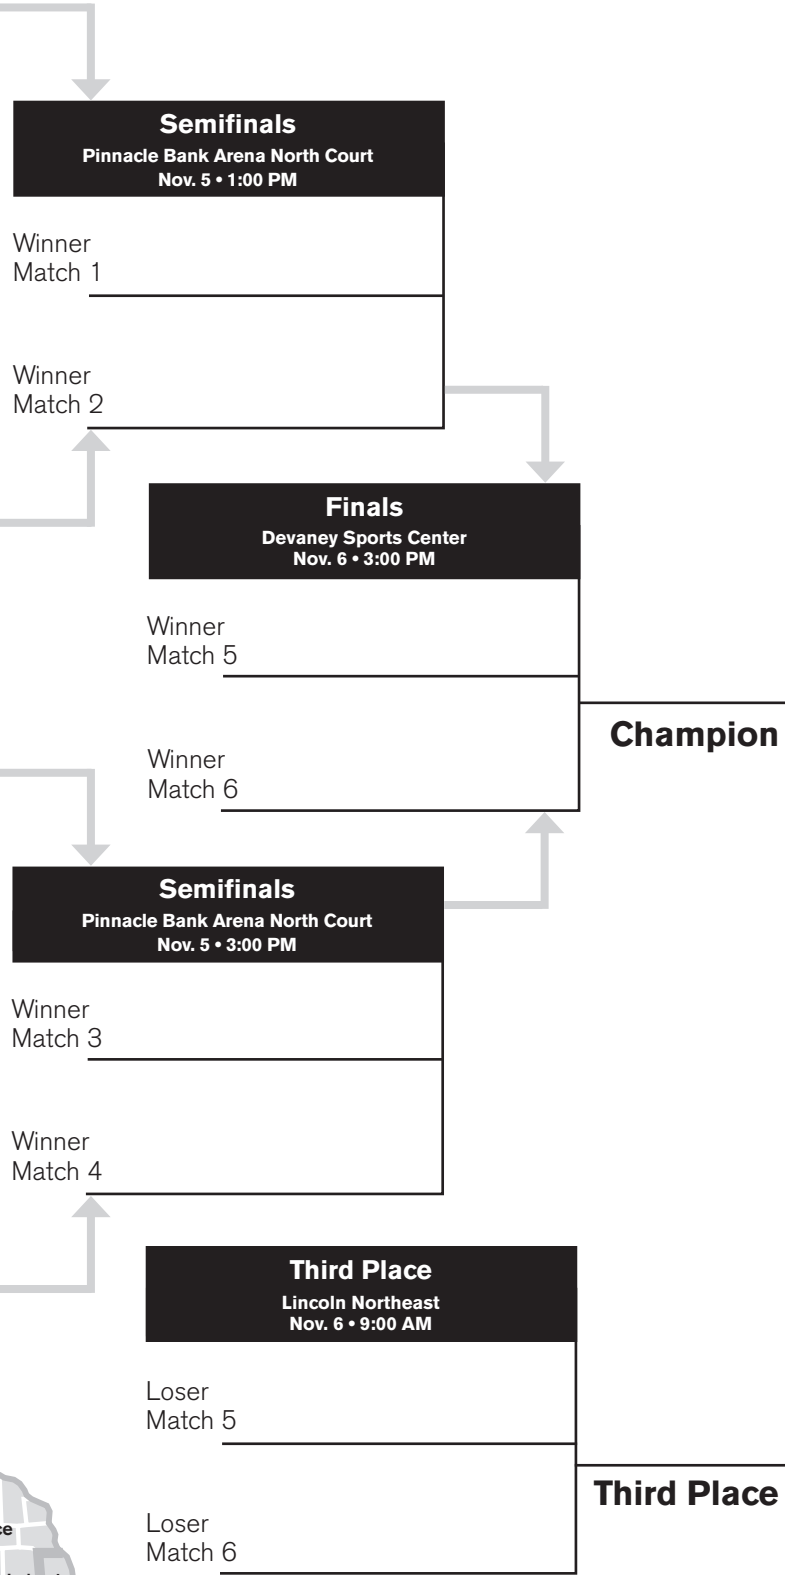 Semifinals
Pinnacle Bank Arena North Court
Nov. 5 • 1:00 PM
Winner
Match 1
Winner
Match 2
Finals
Devaney Sports Center
Nov. 6 • 3:00 PM
Winner
Match 5
Champion
Winner
Match 6
Semifinals
Pinnacle Bank Arena North Court
Nov. 5 • 3:00 PM
Winner
Match 3
Winner
Match 4
Third Place
Lincoln Northeast
Nov. 6 • 9:00 AM
Loser
Match 5
Third Place
Loser
Match 6